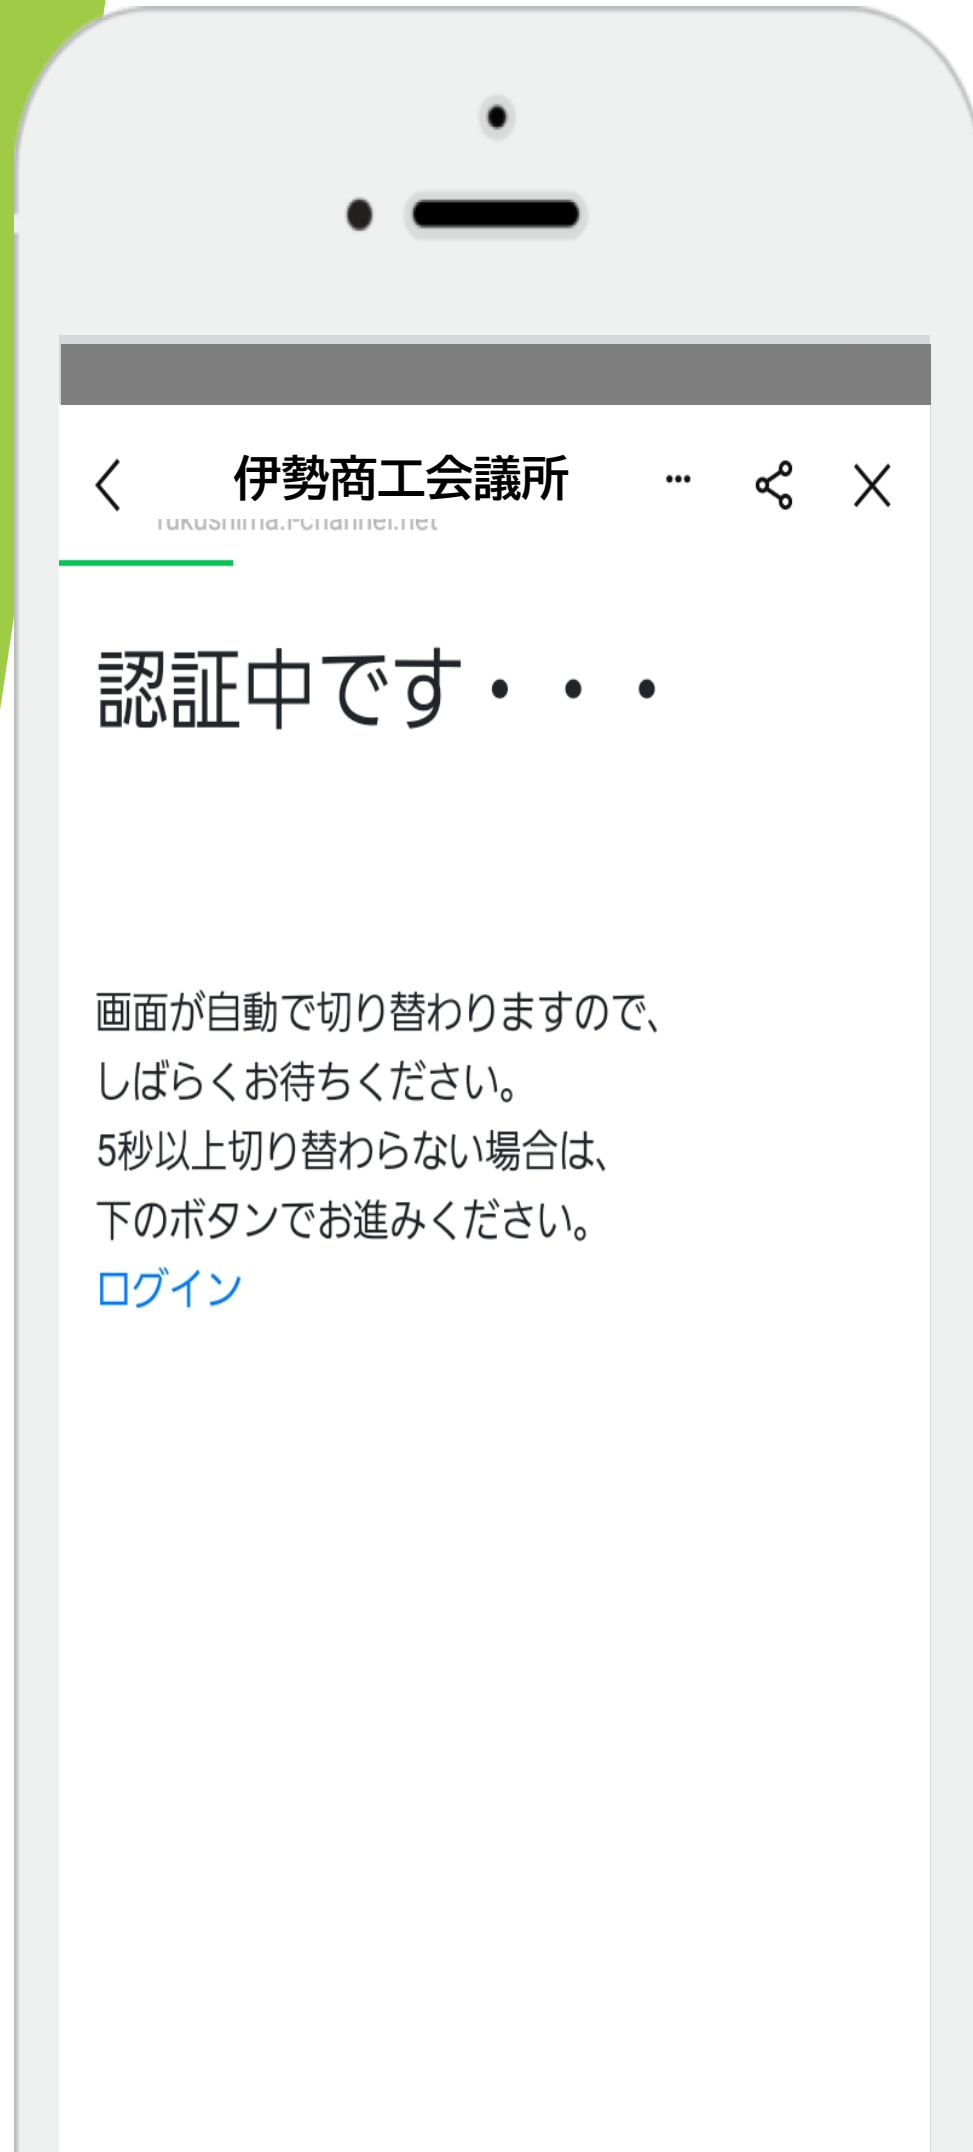 伊勢商工会議所
認証中です・・・
画面が自動で切り替わりますので、
しばらくお待ちください。
5秒以上切り替わらない場合は、
下のボタンでお進みください。
ログイン